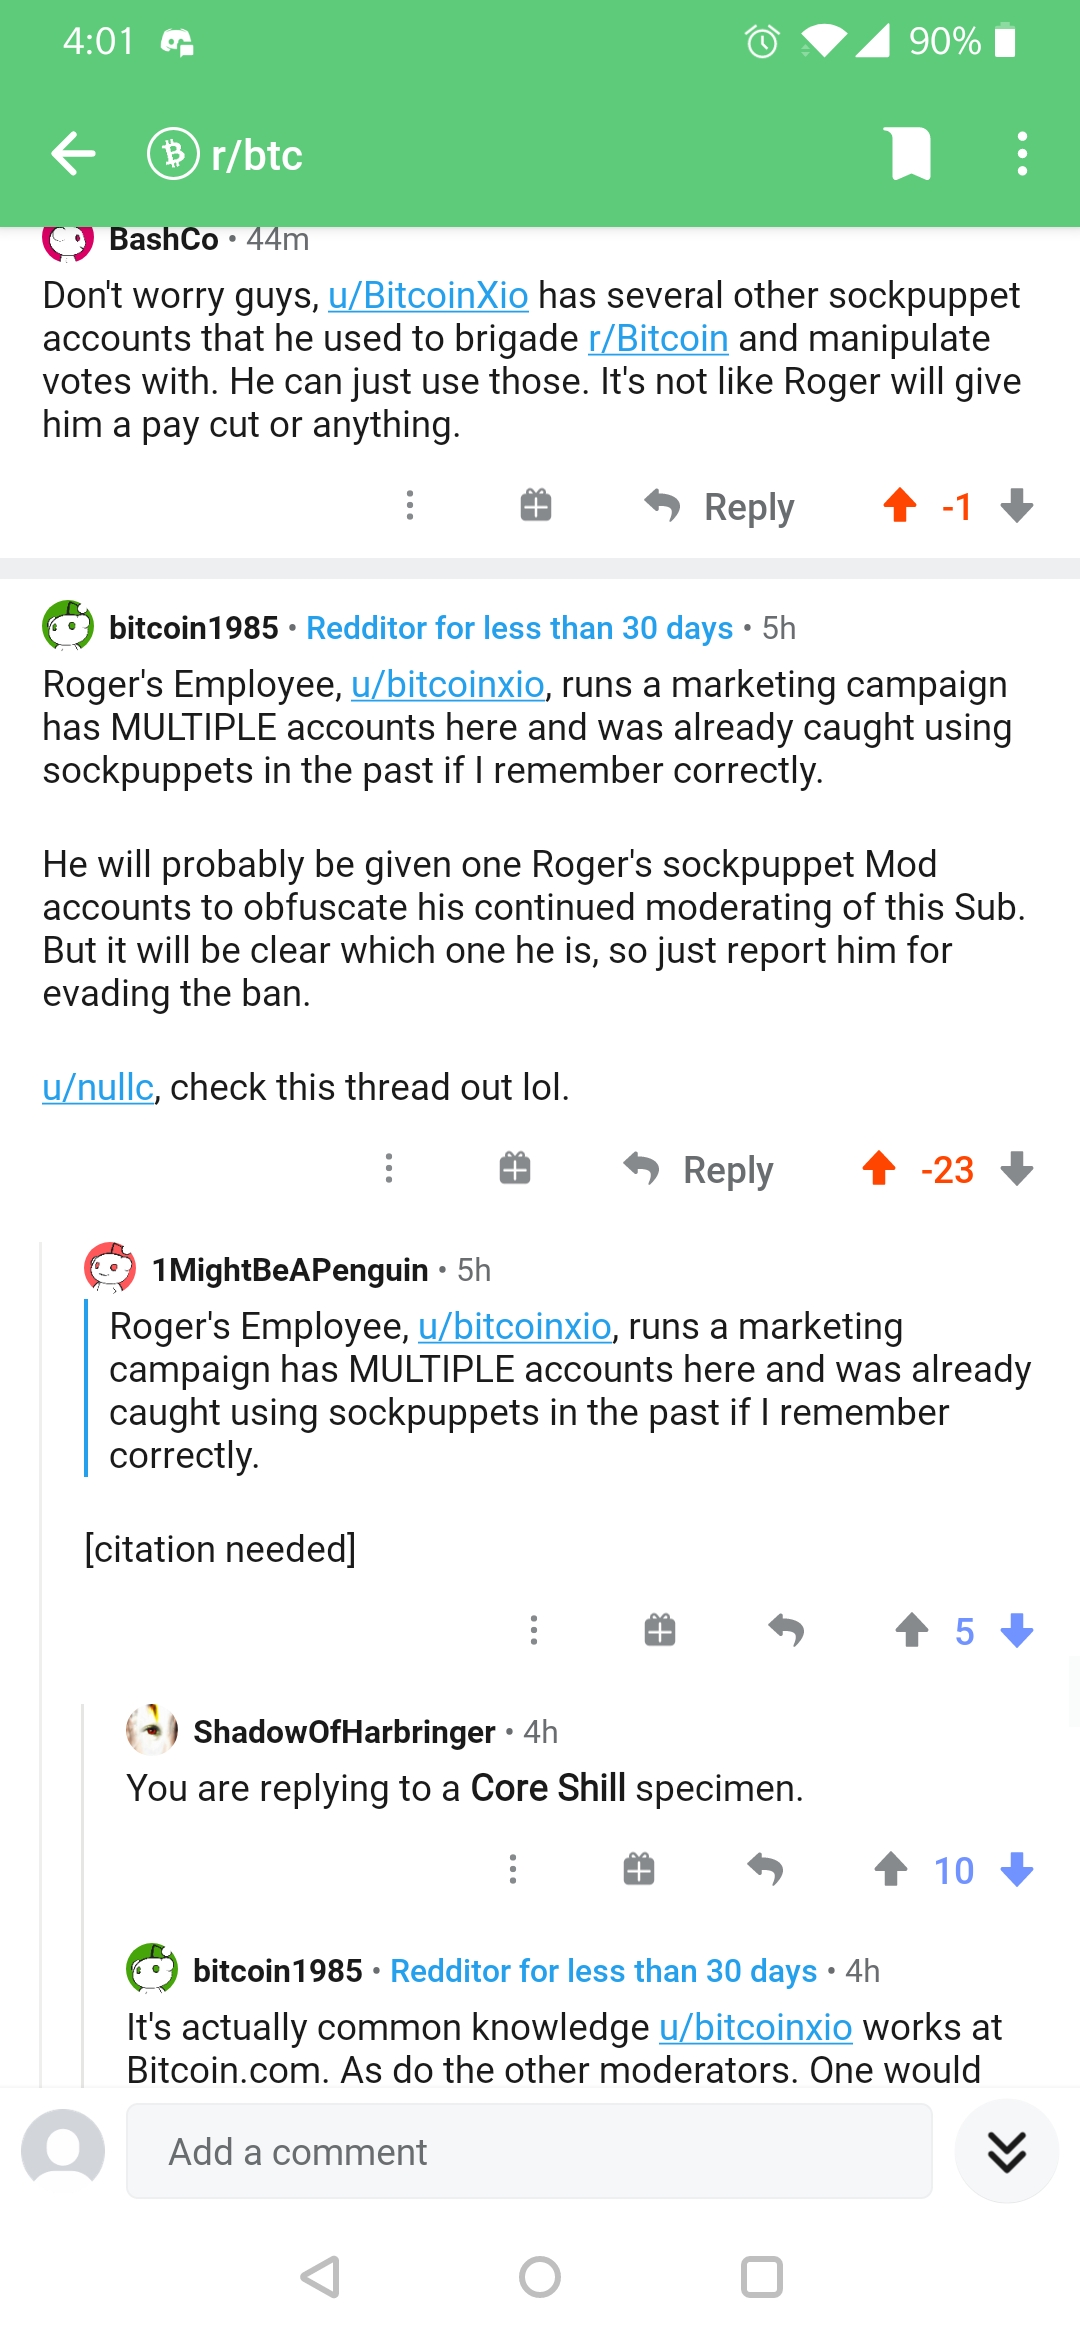 4:01
90%
r/btc
BashCo • 44m
Don't worry guys, u/BitcoinXio has several other sockpuppet
accounts that he used to brigade r/Bitcoin and manipulate
votes with. He can just use those. It's not like Roger will give
him a pay cut or anything.
Reply -1
bitcoin1985 • Redditor for less than 30 days • 5h
Roger's Employee, u/bitcoinxio, runs a marketing campaign
has MULTIPLE accounts here and was already caught using
sockpuppets in the past if I remember correctly.
He will probably be given one Roger's sockpuppet Mod
accounts to obfuscate his continued moderating of this Sub.
But it will be clear which one he is, so just report him for
evading the ban.
u/nullc, check this thread out lol.
Reply -23
1MightBeAPenguin • 5h
Roger's Employee, u/bitcoinxio, runs a marketing
campaign has MULTIPLE accounts here and was already
caught using sockpuppets in the past if I remember
correctly.
[citation needed]
5
ShadowOfHarbringer • 4h
You are replying to a Core Shill specimen.
10
bitcoin1985 • Redditor for less than 30 days • 4h
It's actually common knowledge u/bitcoinxio works at
Bitcoin.com. As do the other moderators. One would
Add a comment